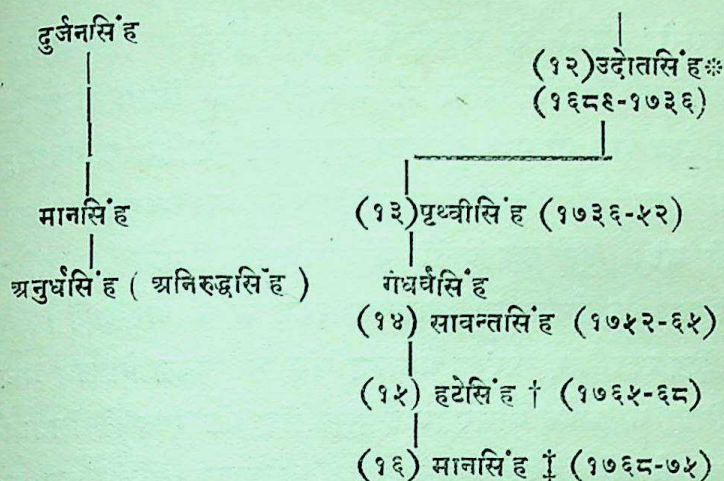 दुर्जनसिंह
(१२)उदोतसिंह※
(१६८९-१७३६)
मानसिंह
(१३)पृथ्वीसिंह (१७३६-५२)
अनुर्धसिंह ( अनिरुद्धसिंह )
गंधर्वसिंह
(१४) सावन्तसिंह (१७५२-६५)
(१५) हटेसिंह † (१७६५-६८)
(१६) मानसिंह ‡ (१७६८-७५)